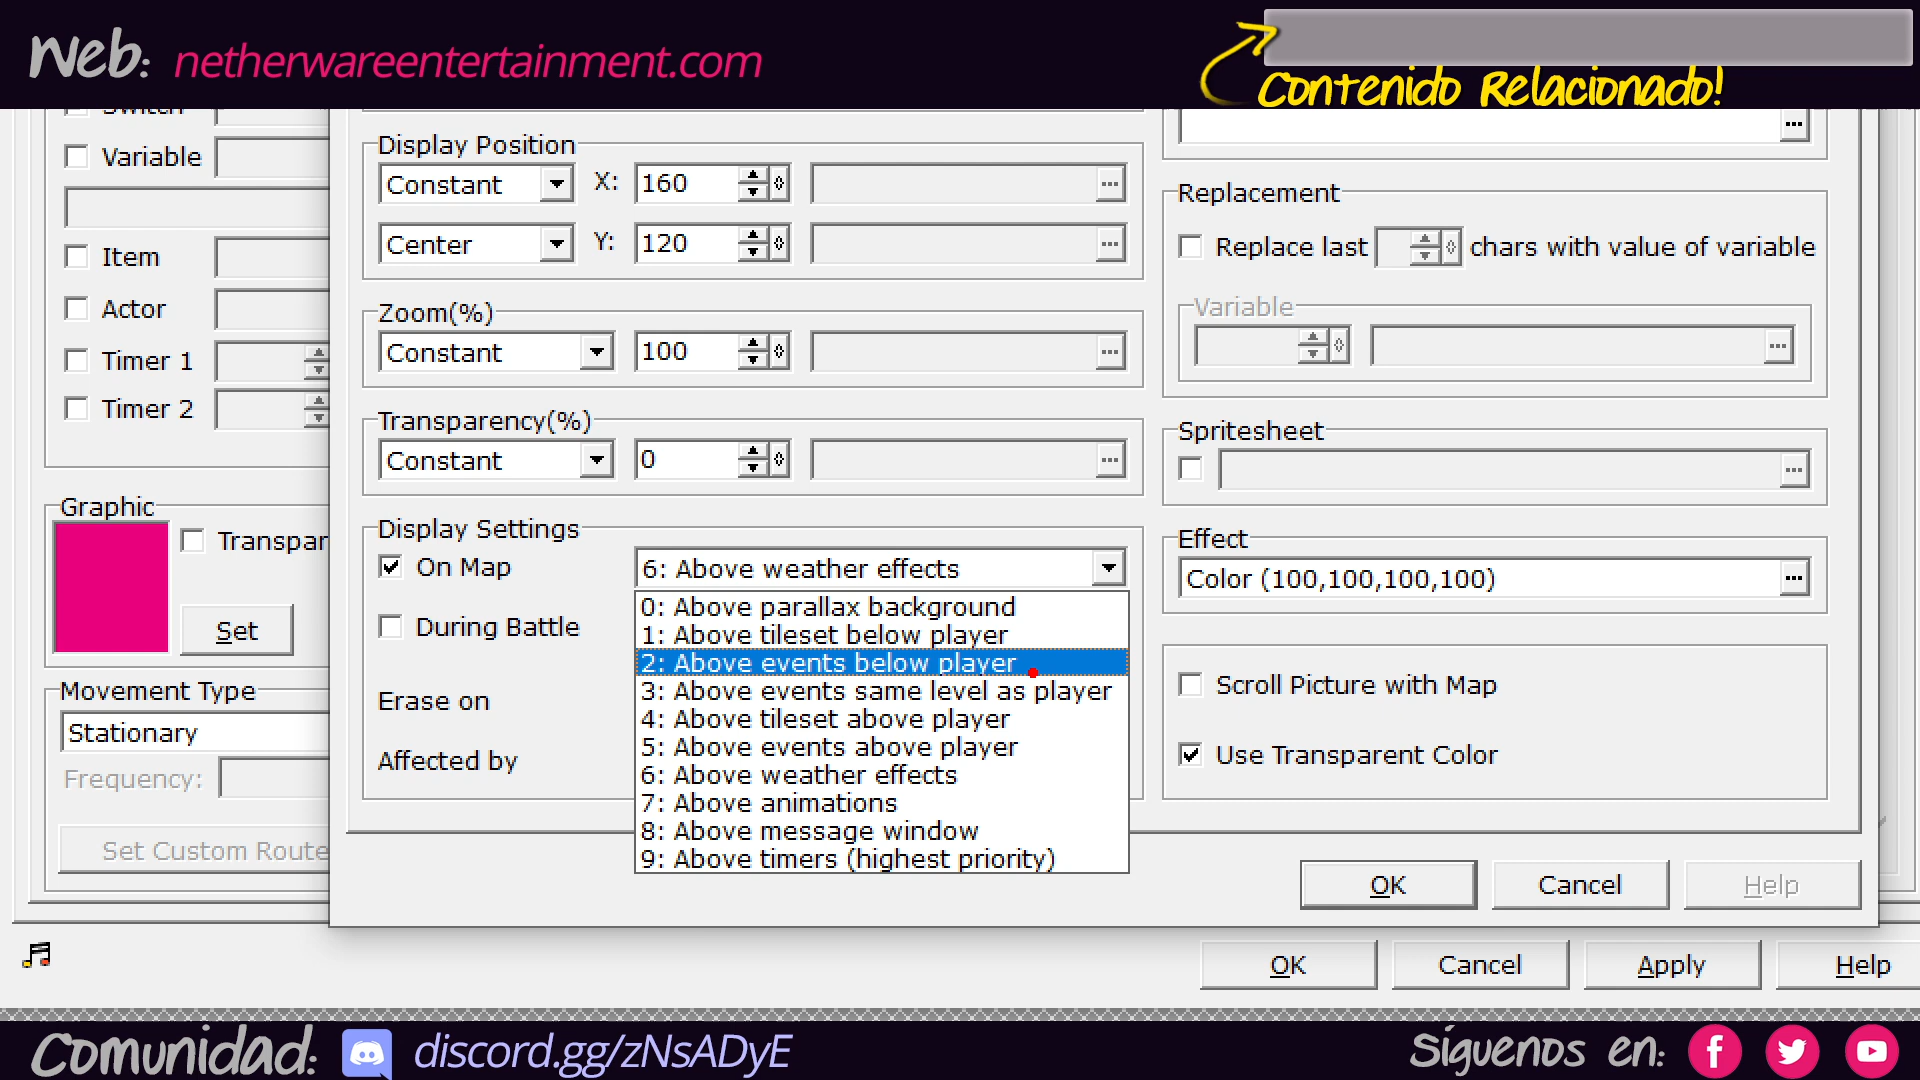 Web: netherwareentertainment.com
Contenido Relacionado!
Switch
Variable
Item
Actor
Timer 1
Timer 2
Graphic
Transpar
Set
Movement Type
Stationary
Frequency:
Set Custom Route
Display Position
Constant X: 160 ...
Center Y: 120 ...
Zoom(%)
Constant 100 ...
Transparency(%)
Constant 0 ...
Display Settings
On Map 6: Above weather effects
During Battle
Erase on
Affected by
0: Above parallax background
1: Above tileset below player
2: Above events below player
3: Above events same level as player
4: Above tileset above player
5: Above events above player
6: Above weather effects
7: Above animations
8: Above message window
9: Above timers (highest priority)
...
Replacement
Replace last chars with value of variable
Variable
...
Spritesheet
...
Effect
Color (100,100,100,100) ...
Scroll Picture with Map
Use Transparent Color
OK Cancel Help
OK Cancel Apply Help
Comunidad: discord.gg/zNsADyE
Síguenos en: